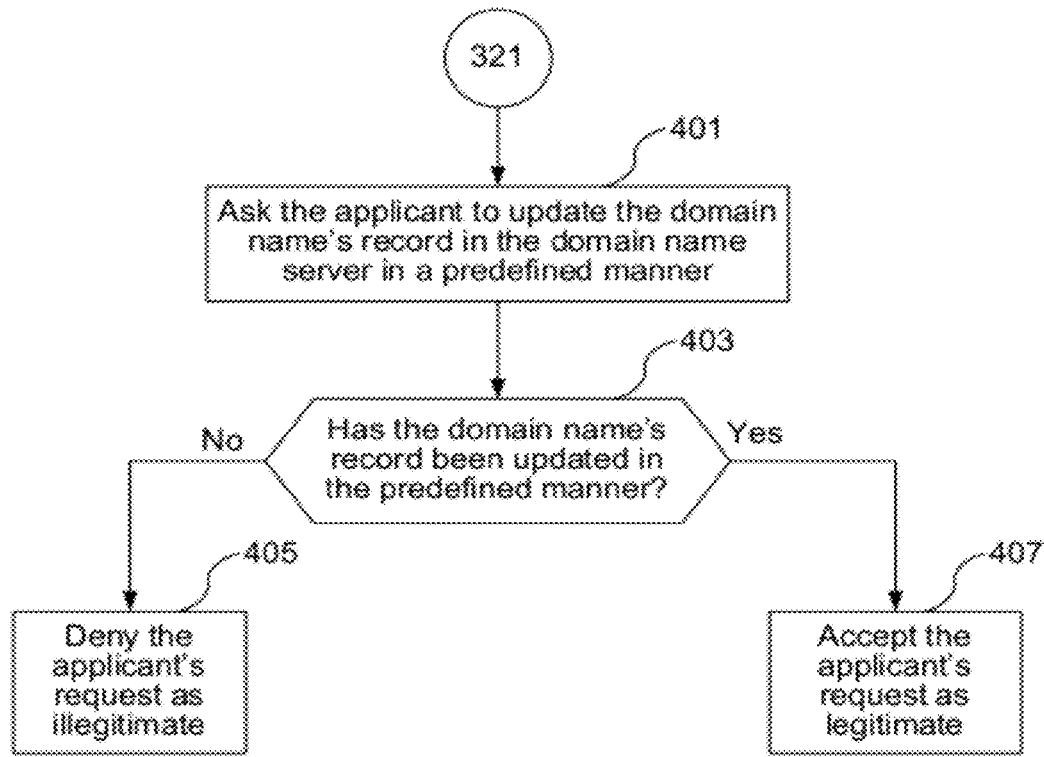 321
401
Ask the applicant to update the domain
name's record in the domain name
server in a predefined manner
403
No
Has the domain name's
record been updated in
the predefined manner?
Yes
405
Deny the
applicant's
request as
illegitimate
407
Accept the
applicant's
request as
legitimate